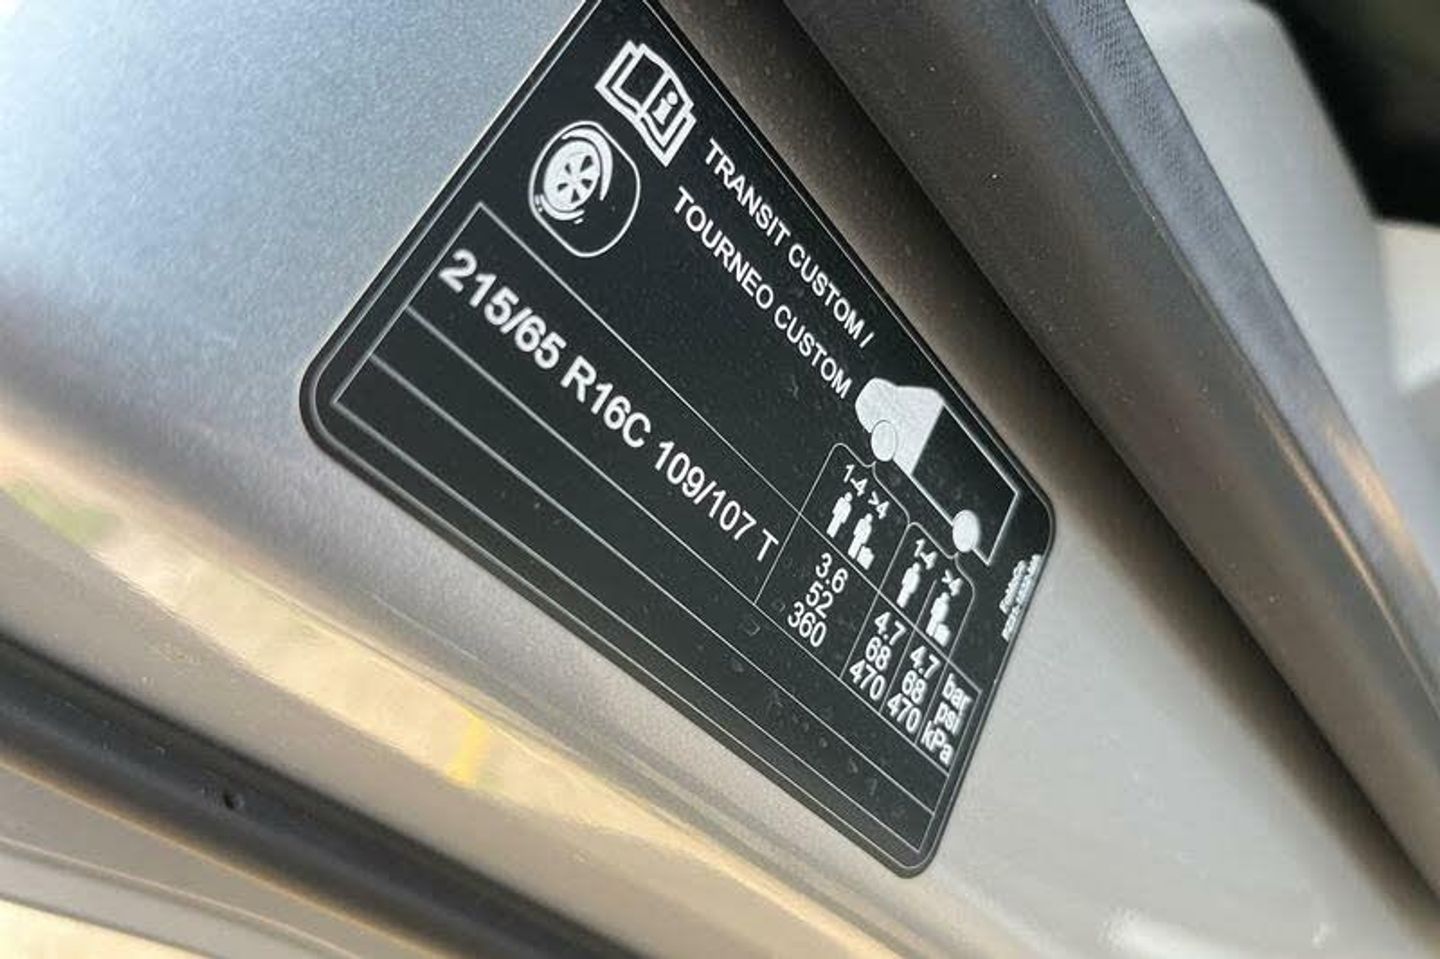 TRANSIT CUSTOM /
TOURNEO CUSTOM
1-4 >4
1-4 >4
215/65 R16C 109/107 T
3.6 4.7 4.7 bar
52 68 68 psi
360 470 470 kPa